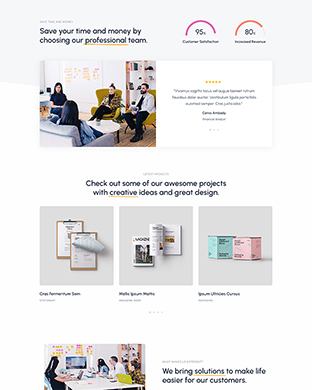 SAVE TIME AND MONEY
Save your time and money by
choosing our professional team.
95%
Customer Satisfaction
80%
Increased Revenue
"Vivamus sagittis lacus vel augue laoreet rutrum
faucibus dolor auctor. Vestibulum ligula porta felis
euismod semper. Cras justo odio."
Coriss Ambady
Financial Analyst
LATEST PROJECTS
Check out some of our awesome projects
with creative ideas and great design.
MAGAZINE
Cras Fermentum Sem
STATIONERY
Mollis Ipsum Mattis
MAGAZINE, BOOK
Ipsum Ultricies Cursus
PACKAGING
WHAT MAKES US DIFFERENT?
We bring solutions to make life
easier for our customers.